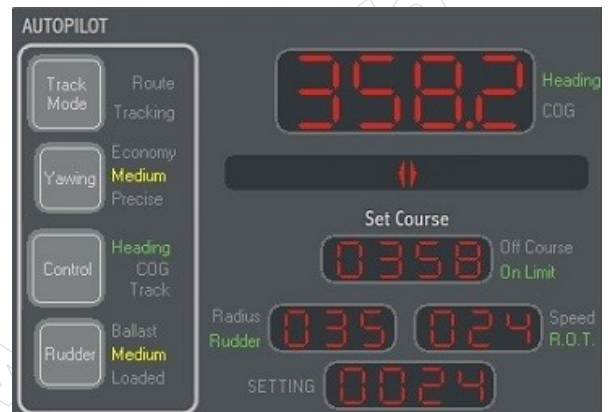 AUTOPILOT
Track Mode
Route
Tracking
358.2
Heading
COG
Yawing
Economy
Medium
Precise
Set Course
0358
Off Course
On Limit
Control
Heading
COG
Track
Radius
Rudder
035
024
Speed
R.O.T.
Rudder
Ballast
Medium
Loaded
SETTING
0024